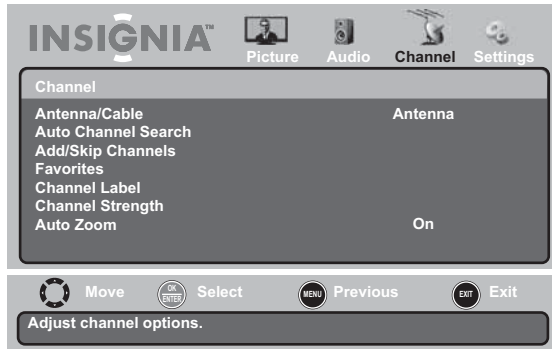 INSIGNIA™
Picture Audio Channel Settings
Channel
Antenna/Cable Antenna
Auto Channel Search
Add/Skip Channels
Favorites
Channel Label
Channel Strength
Auto Zoom On
Move OK ENTER Select MENU Previous EXIT Exit
Adjust channel options.